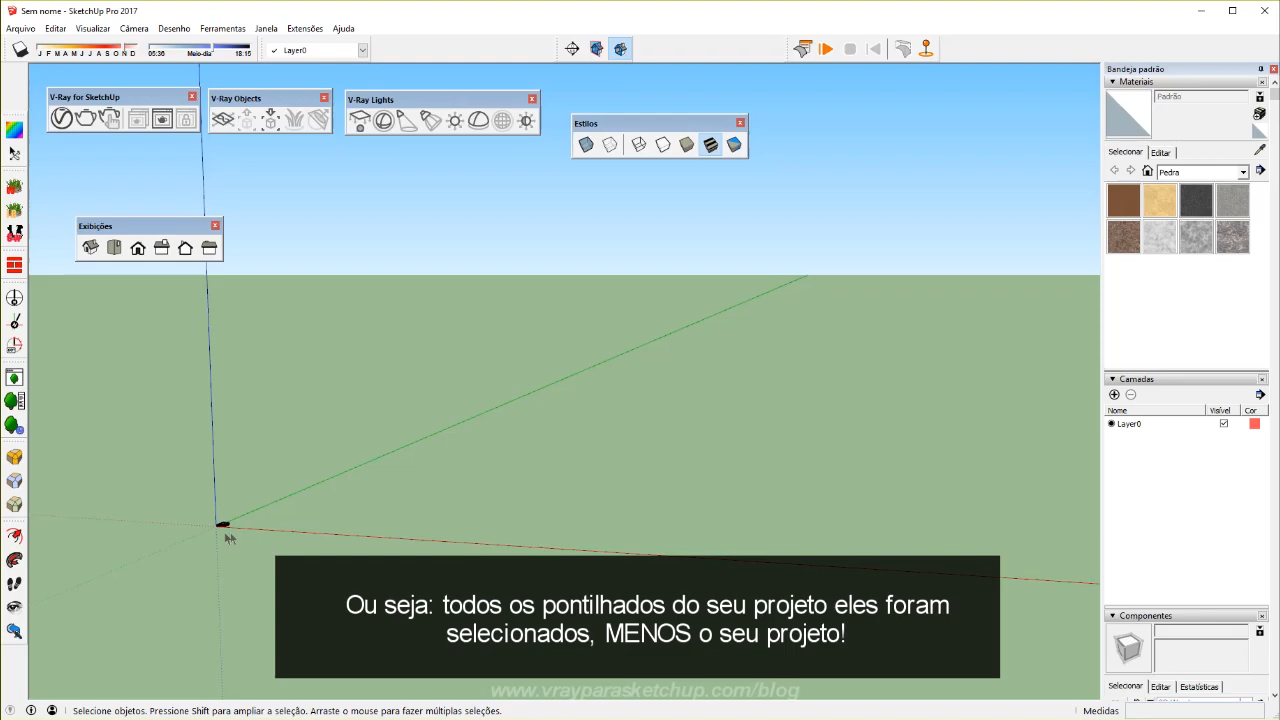 Sem nome - SketchUp Pro 2017
Arquivo Editar Visualizar Câmera Desenho Ferramentas Janela Extensões Ajuda
J F M A M J J A S O N D 05:36 Meio-dia 18:15 Layer0
Bandeja padrão
Materiais
Padrão
Selecionar Editar
Pedra
V-Ray for SketchUp
V-Ray Objects
V-Ray Lights
Estilos
Exibições
Camadas
Nome Visível Cor
Layer0
Ou seja: todos os pontilhados do seu projeto eles foram
selecionados, MENOS o seu projeto!
www.vrayparasketchup.com/blog
Componentes
Selecionar Editar Estatísticas
Selecione objetos. Pressione Shift para ampliar a seleção. Arraste o mouse para fazer múltiplas seleções.
Medidas